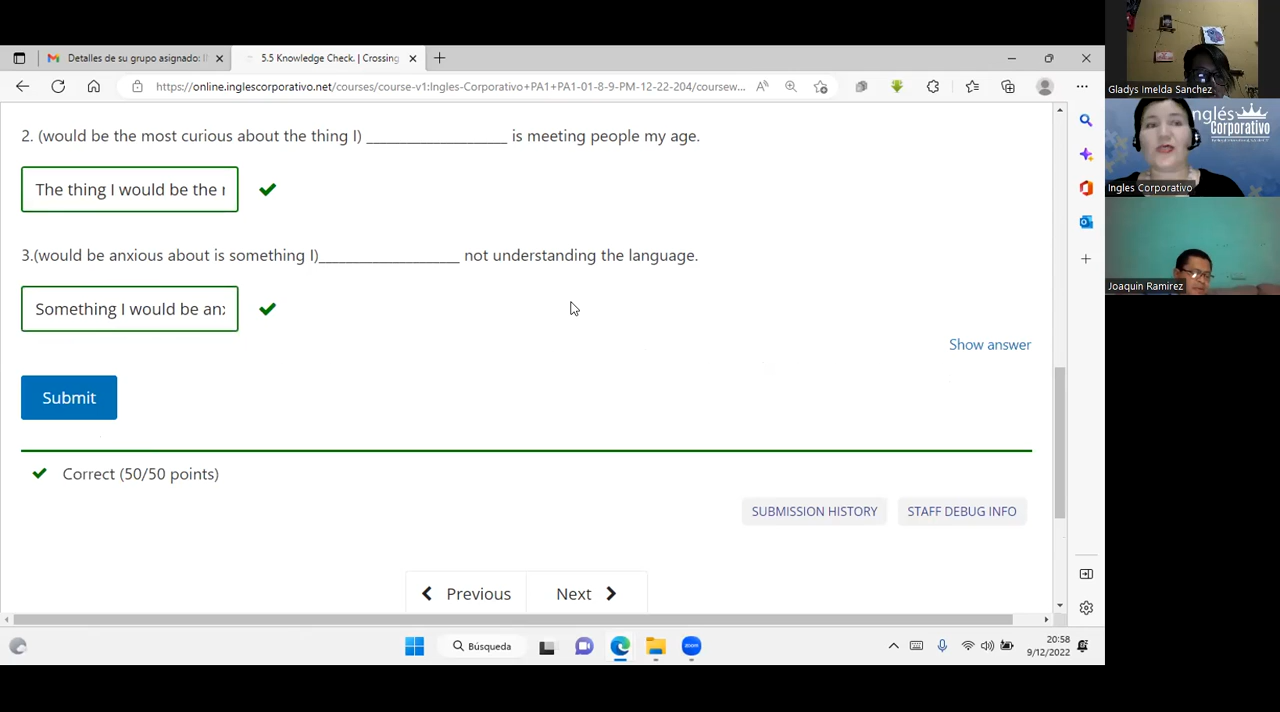 Detalles de su grupo asignado: I
5.5 Knowledge Check. | Crossing
https://online.inglescorporativo.net/courses/course-v1:Ingles-Corporativo+PA1+PA1-01-8-9-PM-12-22-204/coursew...
2. (would be the most curious about the thing I) ____________________ is meeting people my age.
The thing I would be the
3.(would be anxious about is something I)____________________ not understanding the language.
Something I would be an
Show answer
Submit
Correct (50/50 points)
SUBMISSION HISTORY
STAFF DEBUG INFO
Previous
Next
Búsqueda
zoom
20:58
9/12/2022
Gladys Imelda Sanchez
Inglés
Corporativo
Ingles Corporativo
Joaquin Ramirez